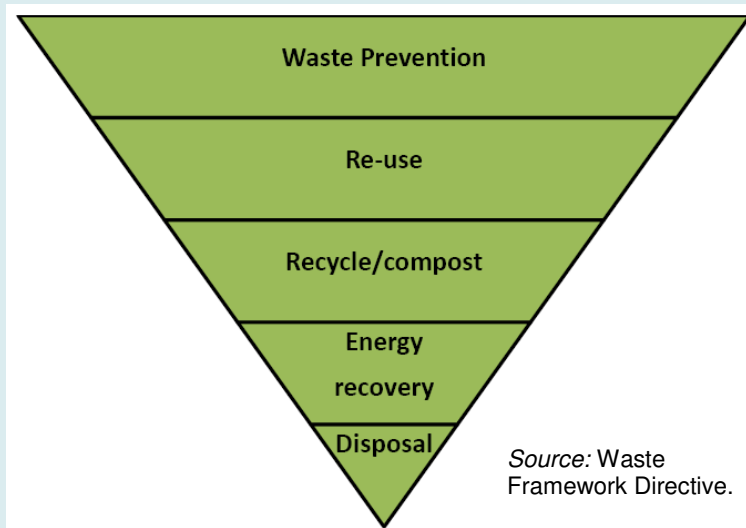 Waste Prevention
Re-use
Recycle/compost
Energy
recovery
Disposal
Source: Waste
Framework Directive.